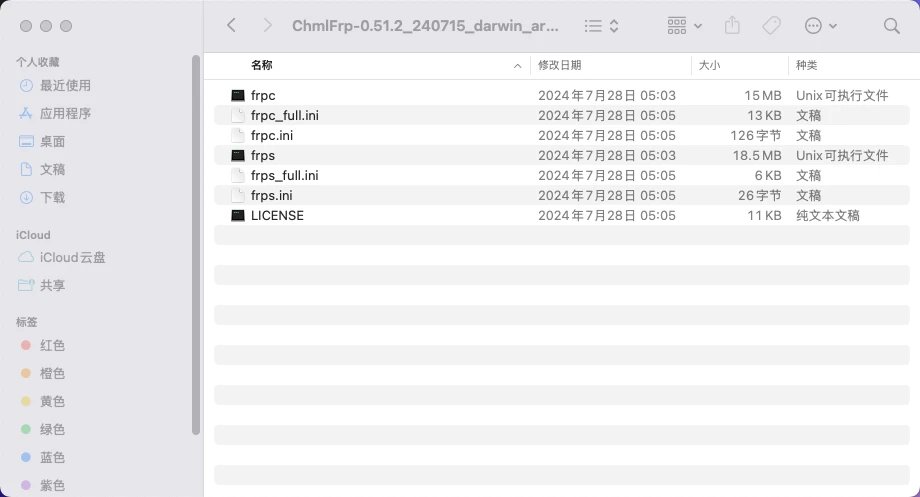 ChmlFrp-0.51.2_240715_darwin_ar...
个人收藏
最近使用
应用程序
桌面
文稿
下载
iCloud
iCloud云盘
共享
标签
红色
橙色
黄色
绿色
蓝色
紫色
名称 修改日期 大小 种类
frpc 2024年7月28日 05:03 15 MB Unix可执行文件
frpc_full.ini 2024年7月28日 05:05 13 KB 文稿
frpc.ini 2024年7月28日 05:05 126字节 文稿
frps 2024年7月28日 05:03 18.5 MB Unix可执行文件
frps_full.ini 2024年7月28日 05:05 6 KB 文稿
frps.ini 2024年7月28日 05:05 26字节 文稿
LICENSE 2024年7月28日 05:05 11 KB 纯文本文稿